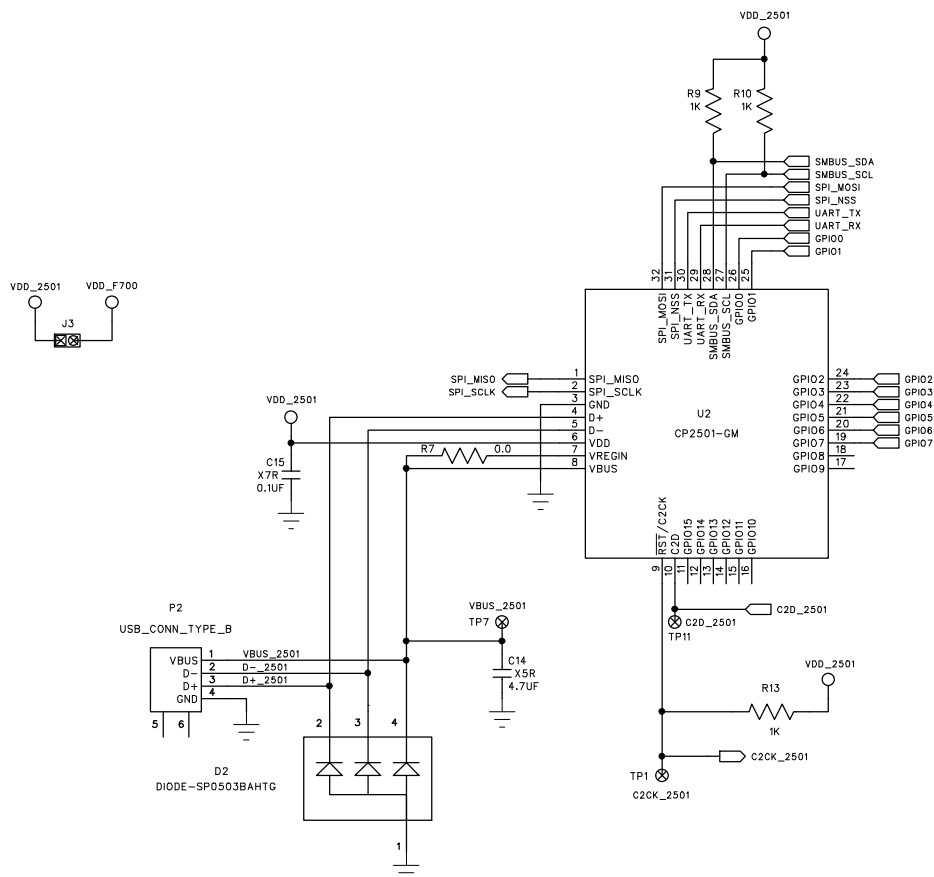 VDD_2501
R9
1K
R10
1K
SMBUS_SDA
SMBUS_SCL
SPI_MOSI
SPI_NSS
UART_TX
UART_RX
GPIO0
GPIO1
32
31
30
29
28
27
26
25
SPI_MOSI
SPI_NSS
UART_TX
UART_RX
SMBUS_SDA
SMBUS_SCL
GPIO0
GPIO1
VDD_2501
VDD_F700
J3
SPI_MISO
SPI_SCLK
1
2
3
4
5
6
7
8
SPI_MISO
SPI_SCLK
GND
D+
D-
VDD
VREGIN
VBUS
U2
CP2501-GM
GPIO2
GPIO3
GPIO4
GPIO5
GPIO6
GPIO7
GPIO8
GPIO9
24
23
22
21
20
19
18
17
GPIO2
GPIO3
GPIO4
GPIO5
GPIO6
GPIO7
VDD_2501
C15
X7R
0.1UF
R7
0.0
RST/C2CK
C2D
GPIO15
GPIO14
GPIO13
GPIO12
GPIO11
GPIO10
9
10
11
12
13
14
15
16
C2D_2501
C2D_2501
TP11
P2
USB_CONN_TYPE_B
VBUS
D-
D+
GND
1
2
3
4
5
6
VBUS_2501
D-_2501
D+_2501
VBUS_2501
TP7
C14
X5R
4.7UF
VDD_2501
R13
1K
C2CK_2501
TP1
C2CK_2501
2
3
4
D2
DIODE-SP0503BAHTG
1